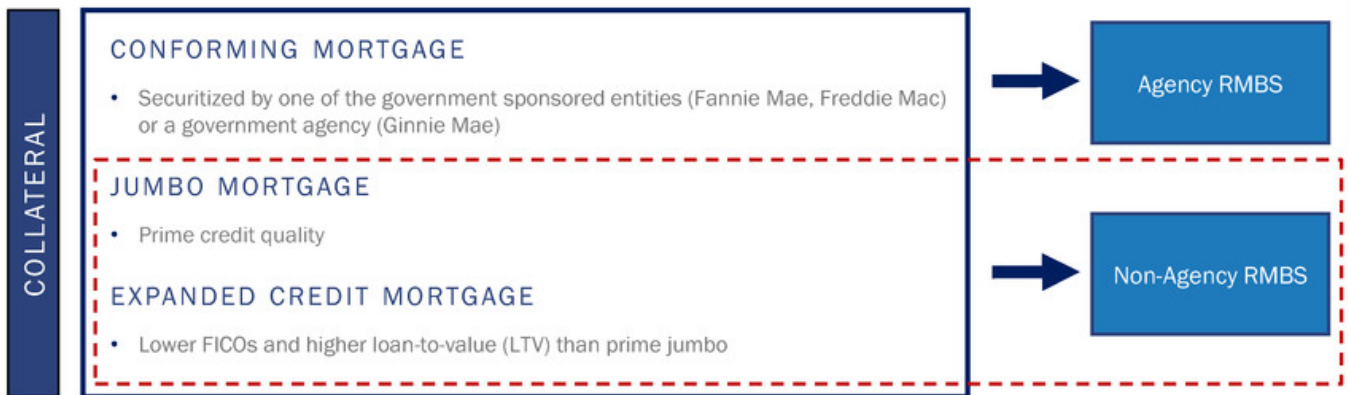 COLLATERAL
CONFORMING MORTGAGE
• Securitized by one of the government sponsored entities (Fannie Mae, Freddie Mac)
or a government agency (Ginnie Mae)
Agency RMBS
JUMBO MORTGAGE
• Prime credit quality
EXPANDED CREDIT MORTGAGE
• Lower FICOs and higher loan-to-value (LTV) than prime jumbo
Non-Agency RMBS